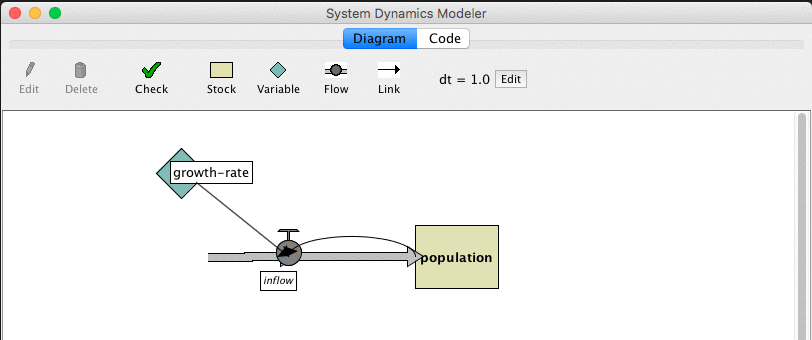 System Dynamics Modeler
Diagram Code
Edit Delete Check Stock Variable Flow Link dt = 1.0 Edit
growth-rate
population
inflow